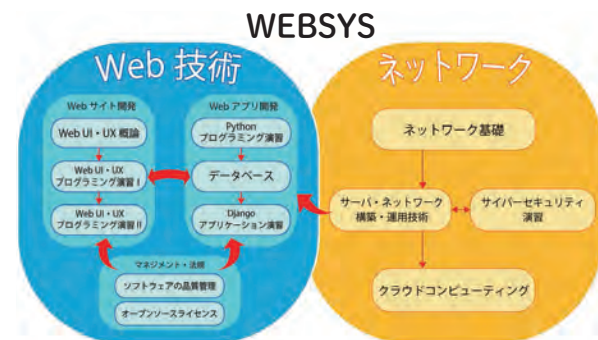 WEBSYS
Web 技術
Webサイト開発
Web UI・UX 概論
Web UI・UX
プログラミング演習 I
Web UI・UX
プログラミング演習 II
Webアプリ開発
Python
プログラミング演習
データベース
Django
アプリケーション演習
マネジメント・法規
ソフトウェアの品質管理
オープンソースライセンス
ネットワーク
ネットワーク基礎
サーバ・ネットワーク
構築・運用技術
サイバーセキュリティ
演習
クラウドコンピューティング